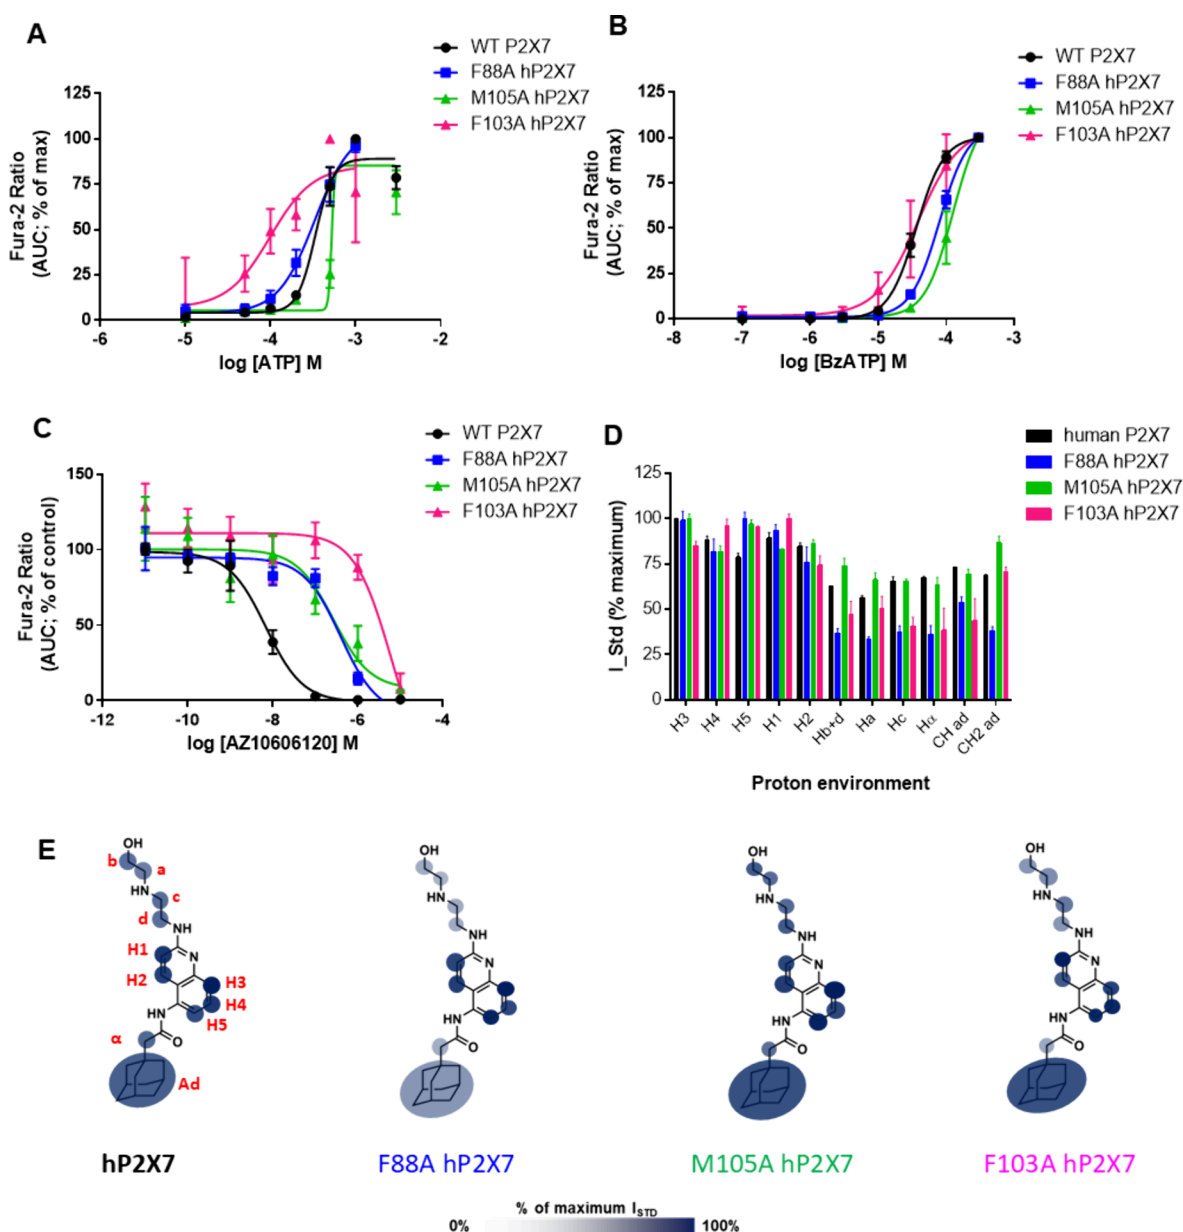 A
WT P2X7
F88A hP2X7
M105A hP2X7
F103A hP2X7
Fura-2 Ratio
(AUC; % of max)
125
100
75
50
25
0
-6
-5
-4
-3
-2
log [ATP] M
B
WT P2X7
F88A hP2X7
M105A hP2X7
F103A hP2X7
Fura-2 Ratio
(AUC; % of max)
125
100
75
50
25
0
-8
-7
-6
-5
-4
-3
log [BzATP] M
C
WT P2X7
F88A hP2X7
M105A hP2X7
F103A hP2X7
Fura-2 Ratio
(AUC; % of control)
150
100
50
0
-12
-10
-8
-6
-4
log [AZ10606120] M
D
human P2X7
F88A hP2X7
M105A hP2X7
F103A hP2X7
I_Std (% maximum)
125
100
75
50
25
0
H3
H4
H5
H1
H2
Hb+d
Ha
Hc
Hα
CH ad
CH2 ad
Proton environment
E
OH
b
a
HN
c
d
NH
H1
N
H2
H3
H4
HN
H5
α
O
Ad
hP2X7
OH
HN
NH
N
HN
O
F88A hP2X7
OH
HN
NH
N
HN
O
M105A hP2X7
OH
HN
NH
N
HN
O
F103A hP2X7
% of maximum ISTD
0%
100%